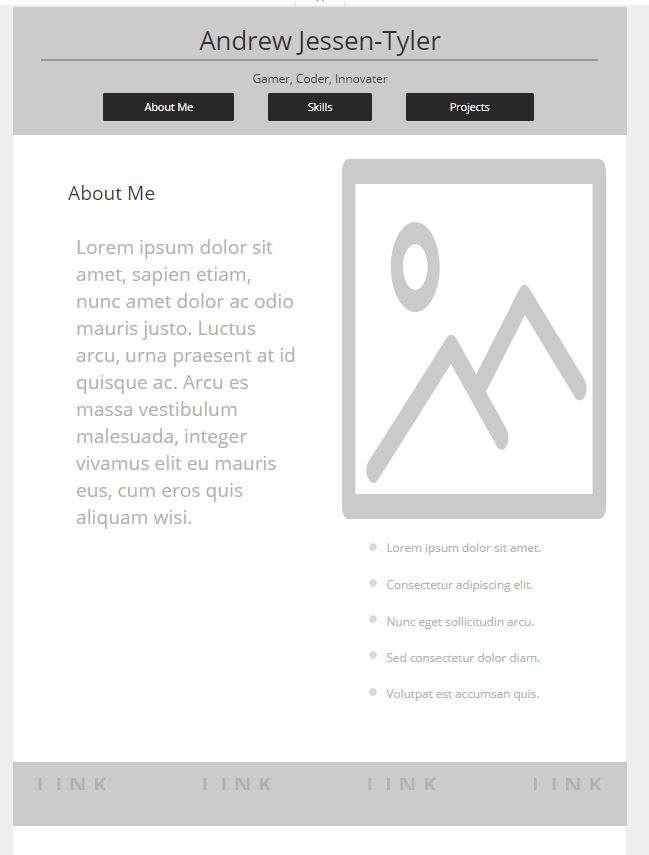 Andrew Jessen-Tyler
Gamer, Coder, Innovater
About Me Skills Projects
About Me
Lorem ipsum dolor sit
amet, sapien etiam,
nunc amet dolor ac odio
mauris justo. Luctus
arcu, urna praesent at id
quisque ac. Arcu es
massa vestibulum
malesuada, integer
vivamus elit eu mauris
eus, cum eros quis
aliquam wisi.
Lorem ipsum dolor sit amet.
Consectetur adipiscing elit.
Nunc eget sollicitudin arcu.
Sed consectetur dolor diam.
Volutpat est accumsan quis.
LINK LINK LINK LINK